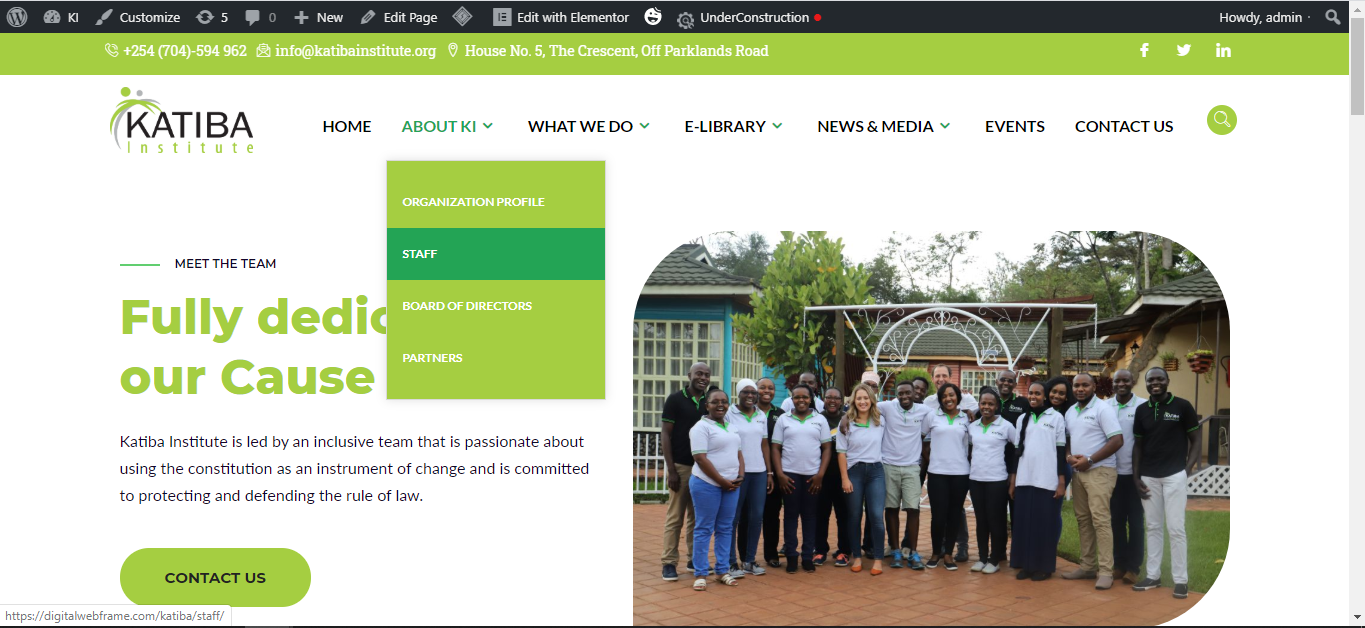 KI Customize 5 0 New Edit Page Edit with Elementor UnderConstruction Howdy, admin
+254 (704)-594 962 info@katibainstitute.org House No. 5, The Crescent, Off Parklands Road
KATIBA
Institute
HOME ABOUT KI WHAT WE DO E-LIBRARY NEWS & MEDIA EVENTS CONTACT US
ORGANIZATION PROFILE
STAFF
BOARD OF DIRECTORS
PARTNERS
MEET THE TEAM
Fully dedic
our Cause
Katiba Institute is led by an inclusive team that is passionate about
using the constitution as an instrument of change and is committed
to protecting and defending the rule of law.
CONTACT US
https://digitalwebframe.com/katiba/staff/